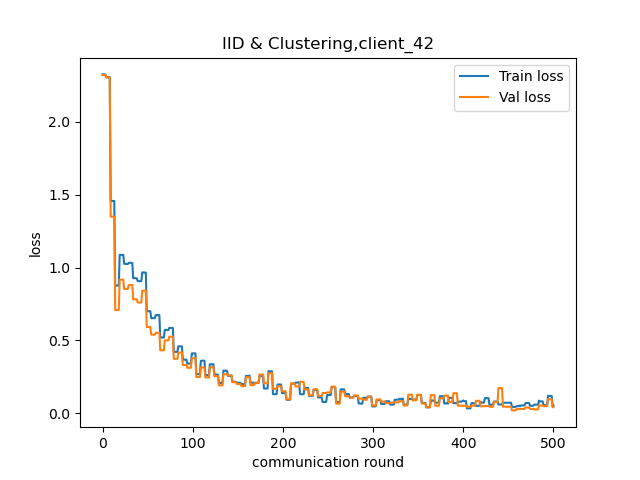 IID & Clustering,client_42
Train loss
Val loss
loss
2.0
1.5
1.0
0.5
0.0
0 100 200 300 400 500
communication round